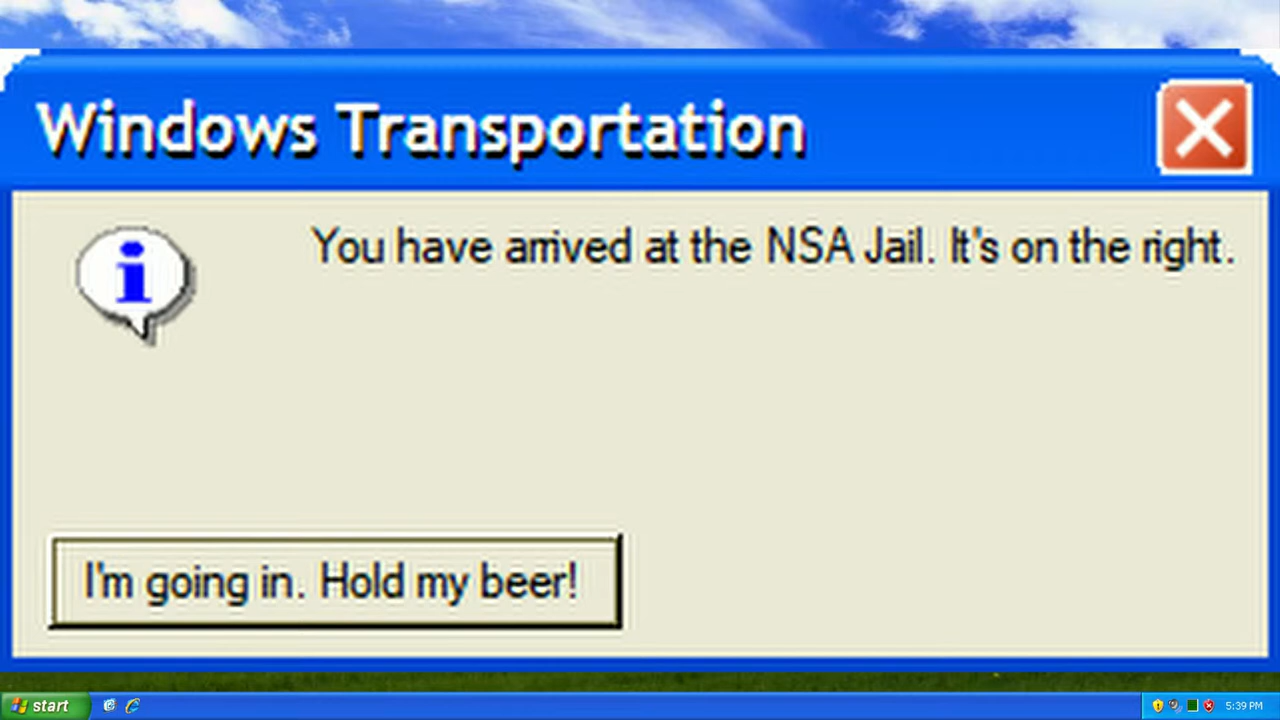 Windows Transportation
You have arrived at the NSA Jail. It's on the right.
I'm going in. Hold my beer!
start
5:39 PM